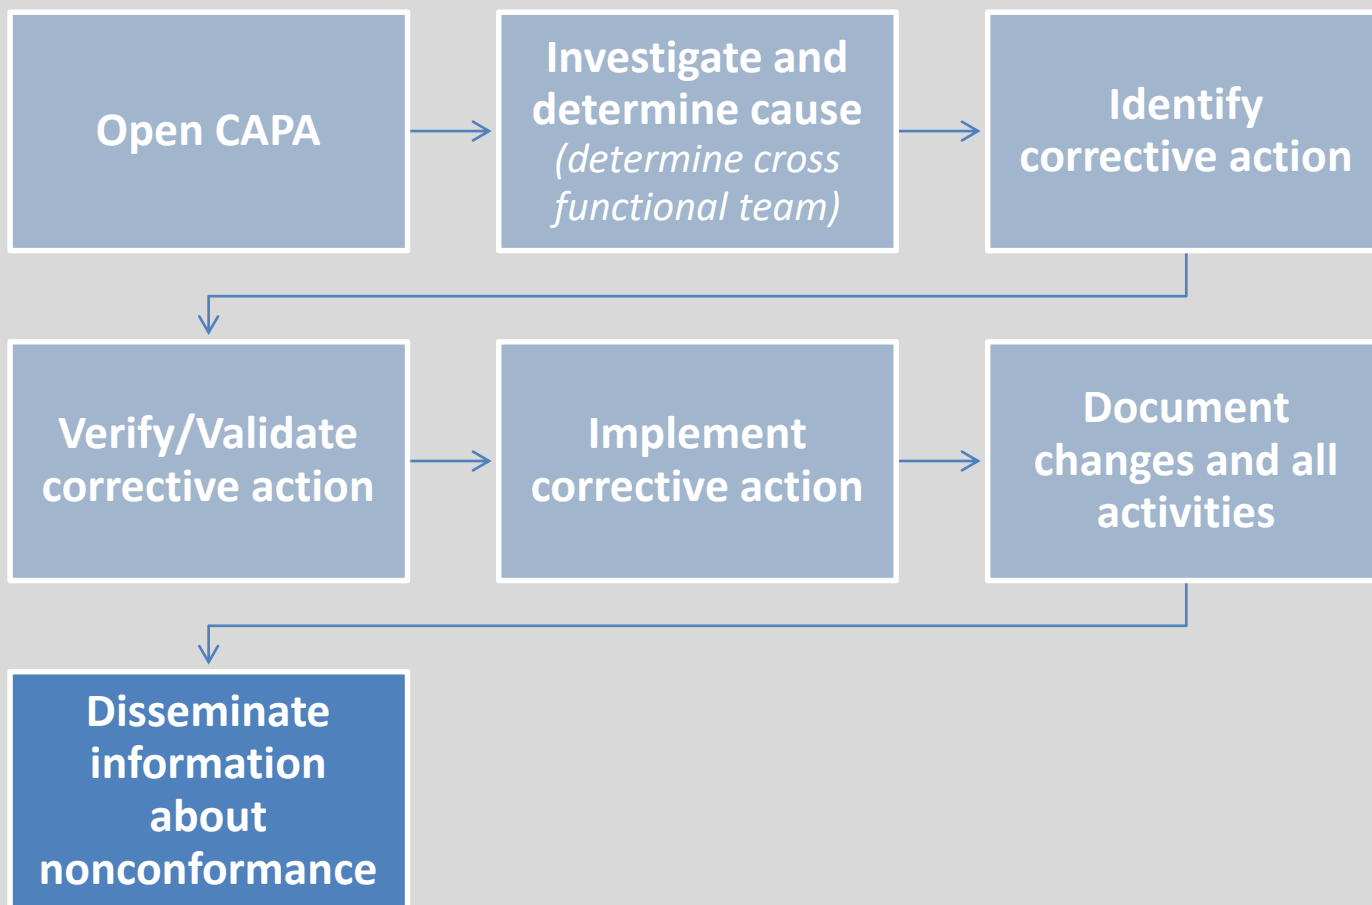 Open CAPA
Investigate and
determine cause
(determine cross
functional team)
Identify
corrective action
Verify/Validate
corrective action
Implement
corrective action
Document
changes and all
activities
Disseminate
information
about
nonconformance